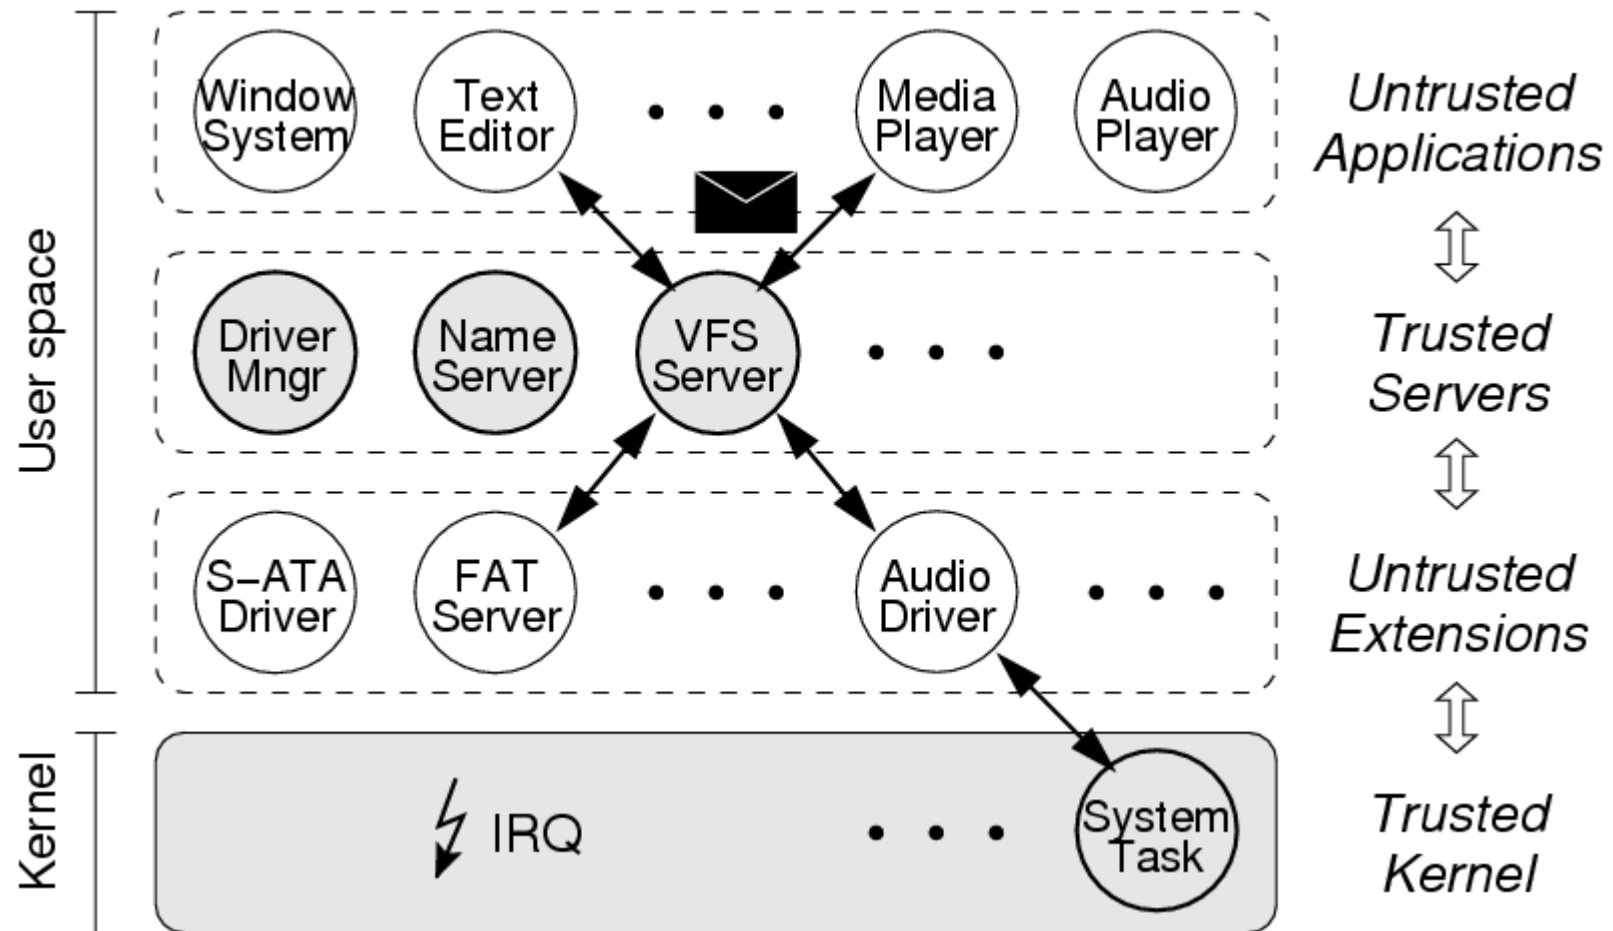 Window
System
Text
Editor
Media
Player
Audio
Player
Untrusted
Applications
User space
Driver
Mngr
Name
Server
VFS
Server
Trusted
Servers
S-ATA
Driver
FAT
Server
Audio
Driver
Untrusted
Extensions
Kernel
IRQ
System
Task
Trusted
Kernel